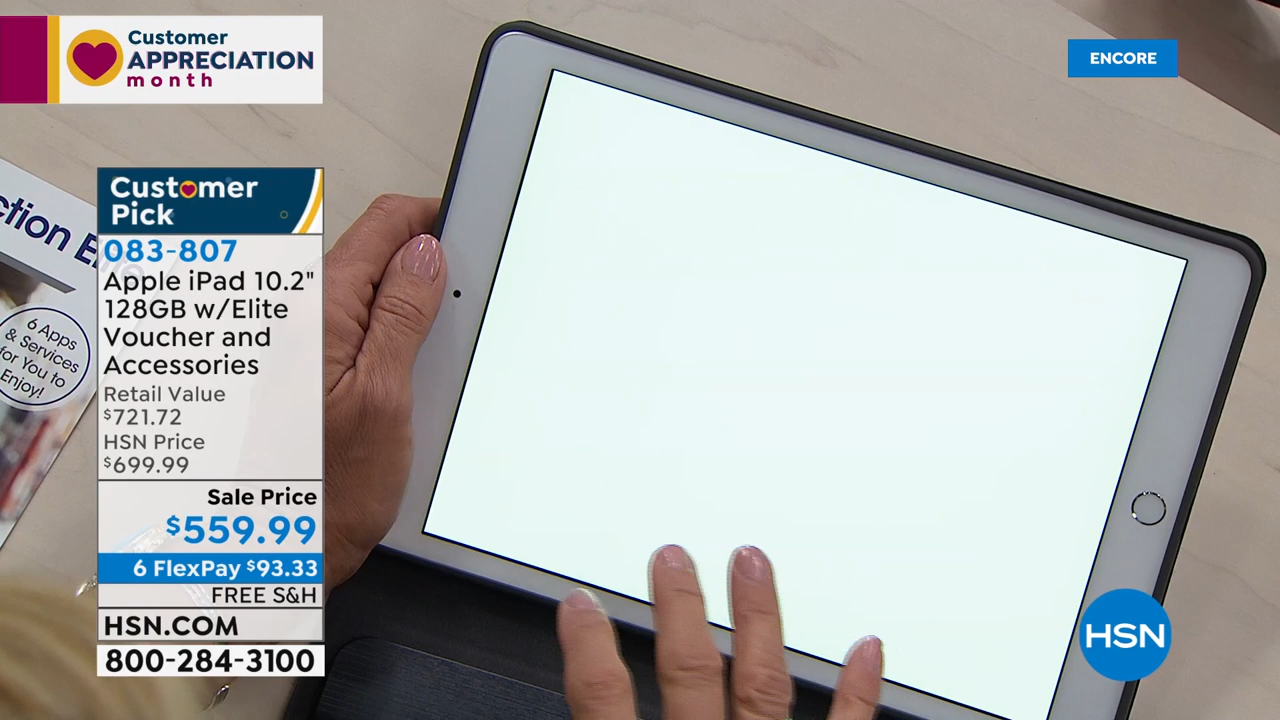 Customer
APPRECIATION
month
ENCORE
Customer
Pick
083-807
Apple iPad 10.2"
128GB w/Elite
Voucher and
Accessories
Retail Value
$721.72
HSN Price
$699.99
Sale Price
$559.99
6 FlexPay $93.33
FREE S&H
HSN.COM
800-284-3100
6 Apps
& Services
for You to
Enjoy!
HSN